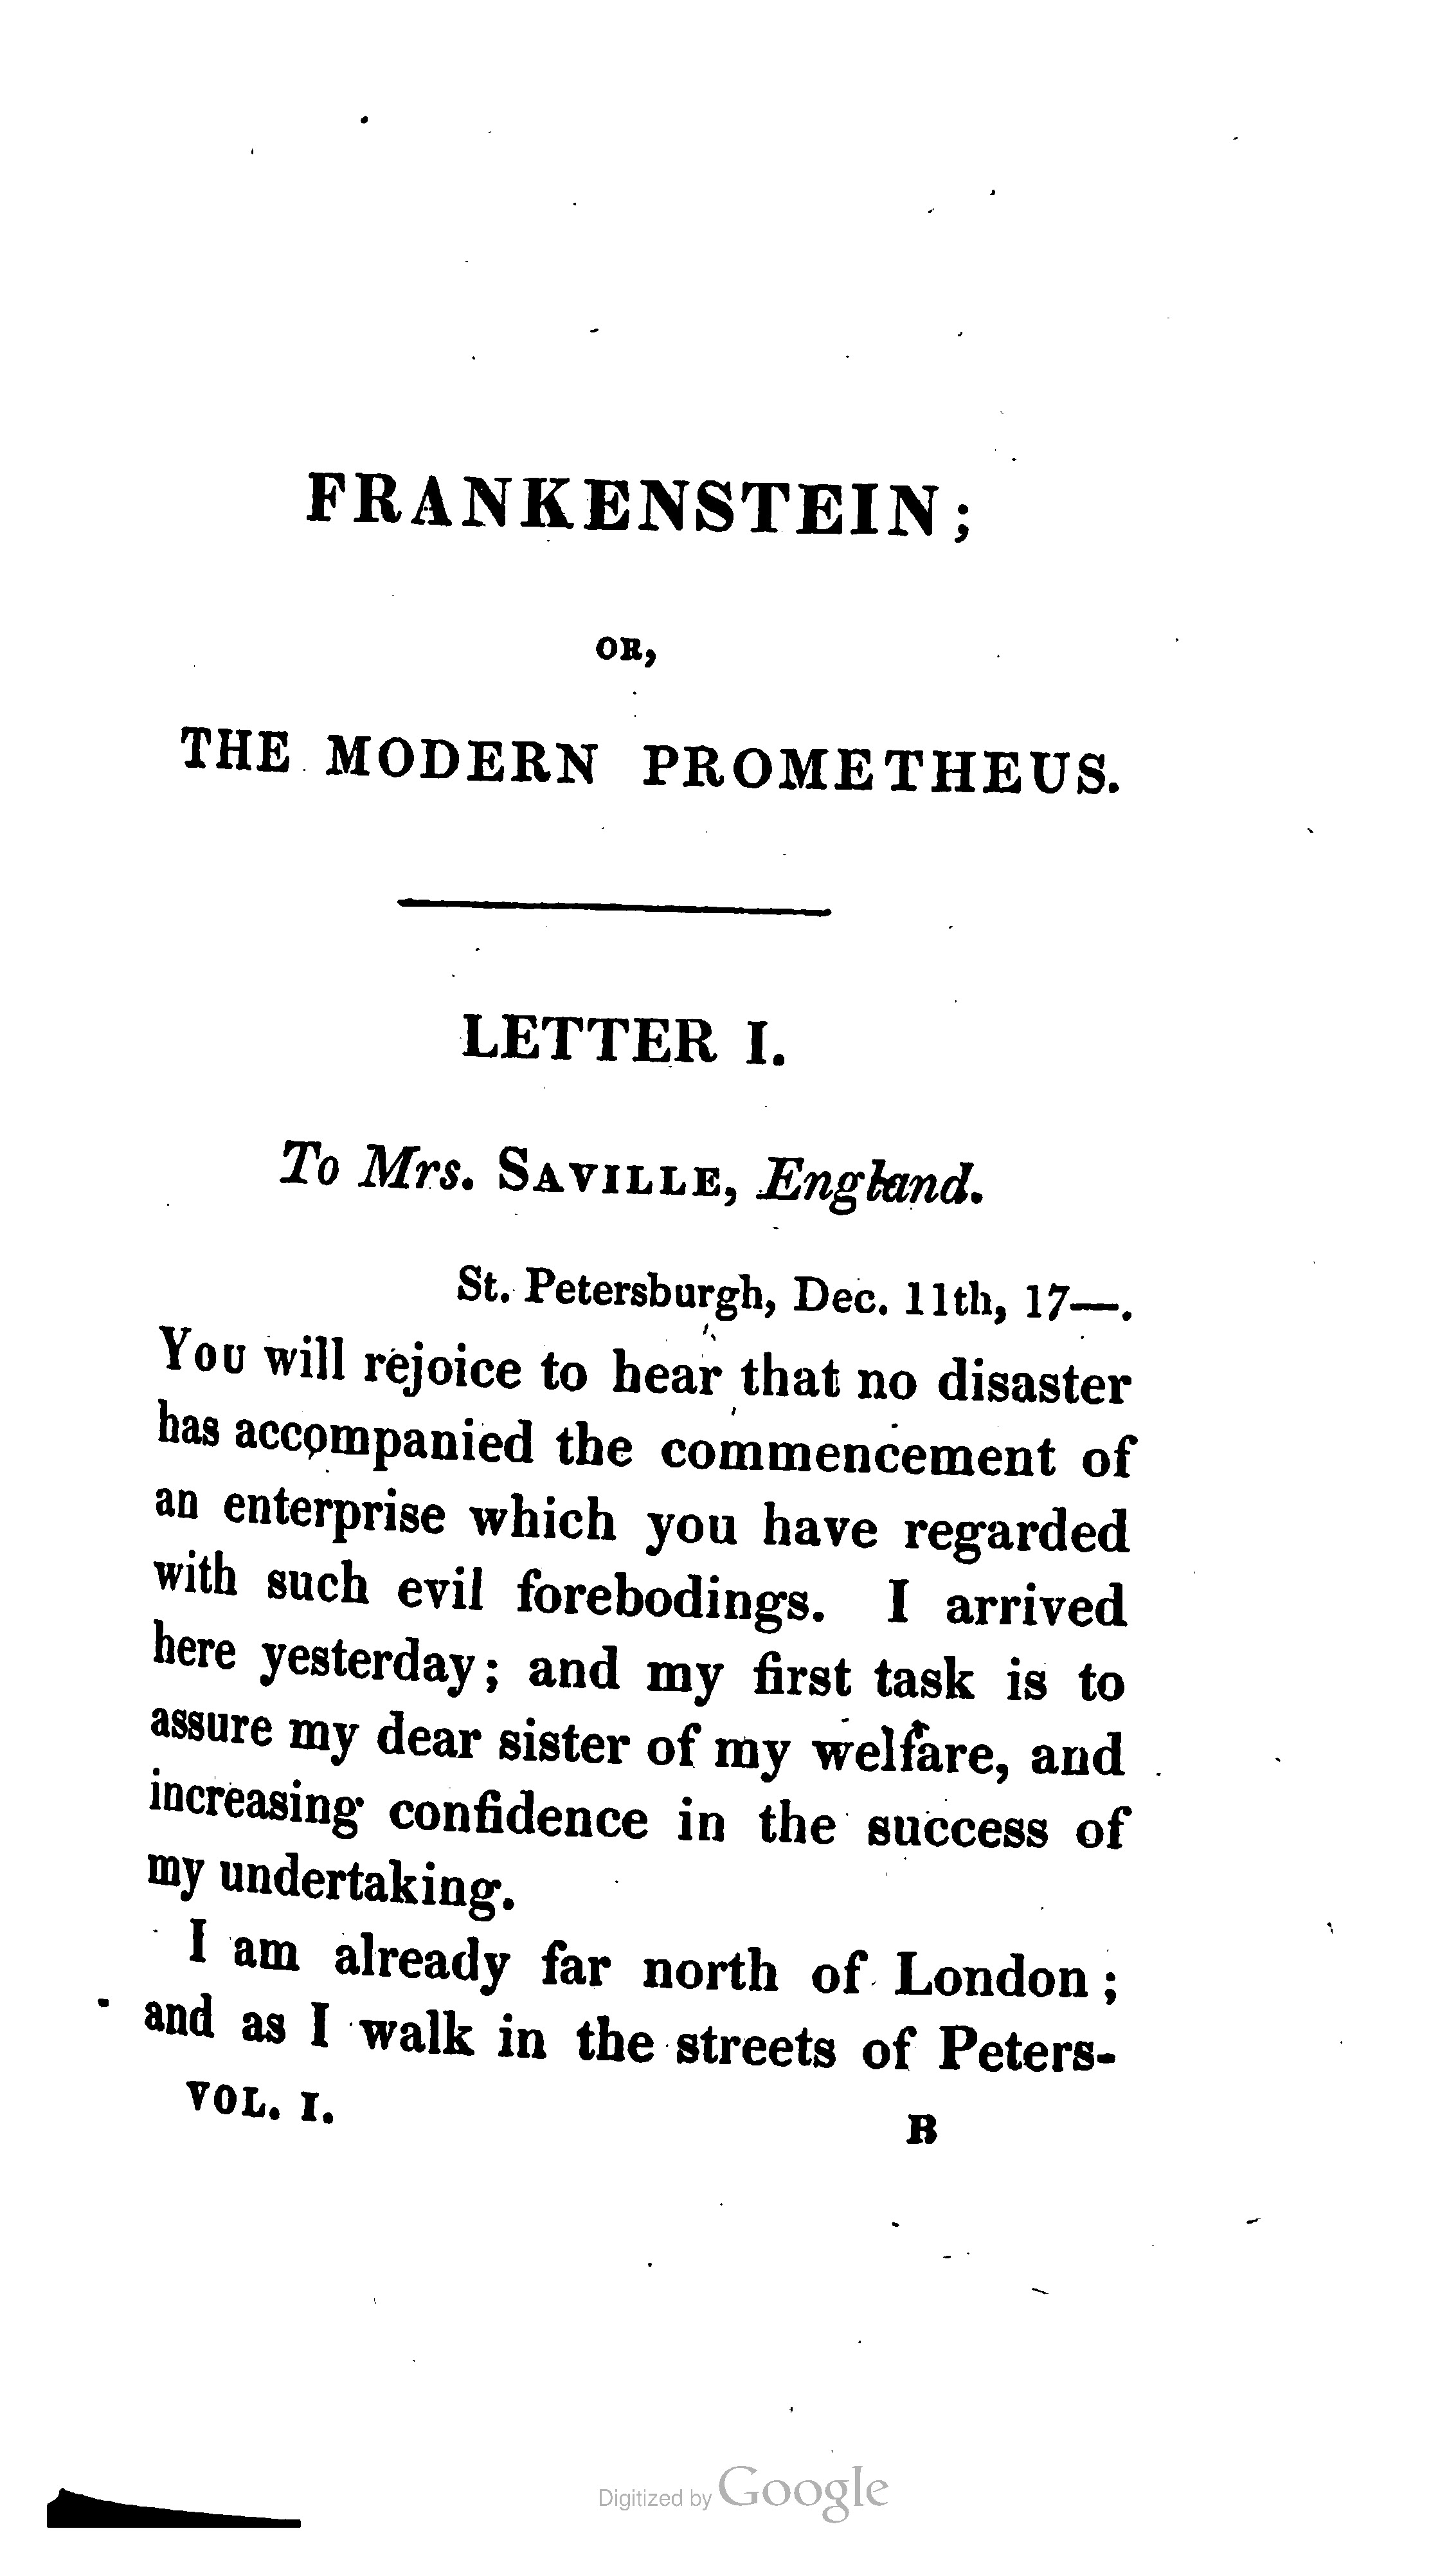 FRANKENSTEIN;
OR,
THE MODERN PROMETHEUS.
LETTER I.
To Mrs. SAVILLE, England.
St. Petersburgh, Dec. 11th, 17—.
You will rejoice to hear that no disaster
has accompanied the commencement of
an enterprise which you have regarded
with such evil forebodings. I arrived
here yesterday; and my first task is to
assure my dear sister of my welfare, and
increasing confidence in the success of
my undertaking.
I am already far north of London;
and as I walk in the streets of Peters-
VOL. I.
B
Digitized by Google